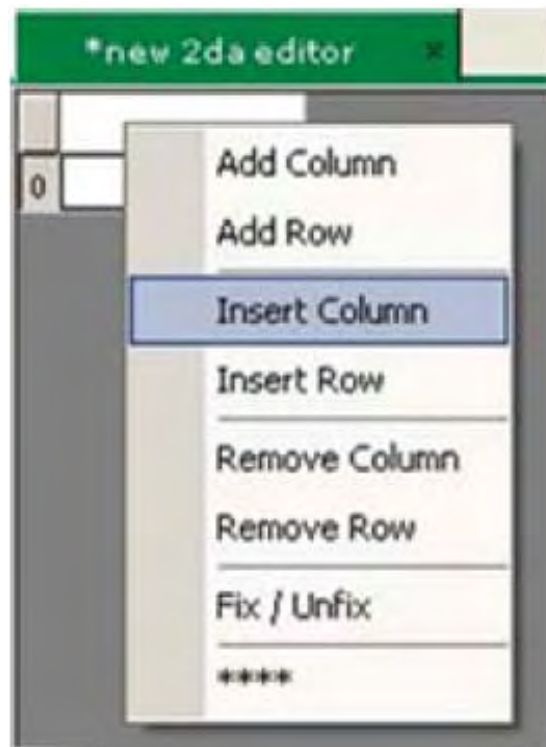 *new 2da editor ×
0
Add Column
Add Row
Insert Column
Insert Row
Remove Column
Remove Row
Fix / Unfix
****